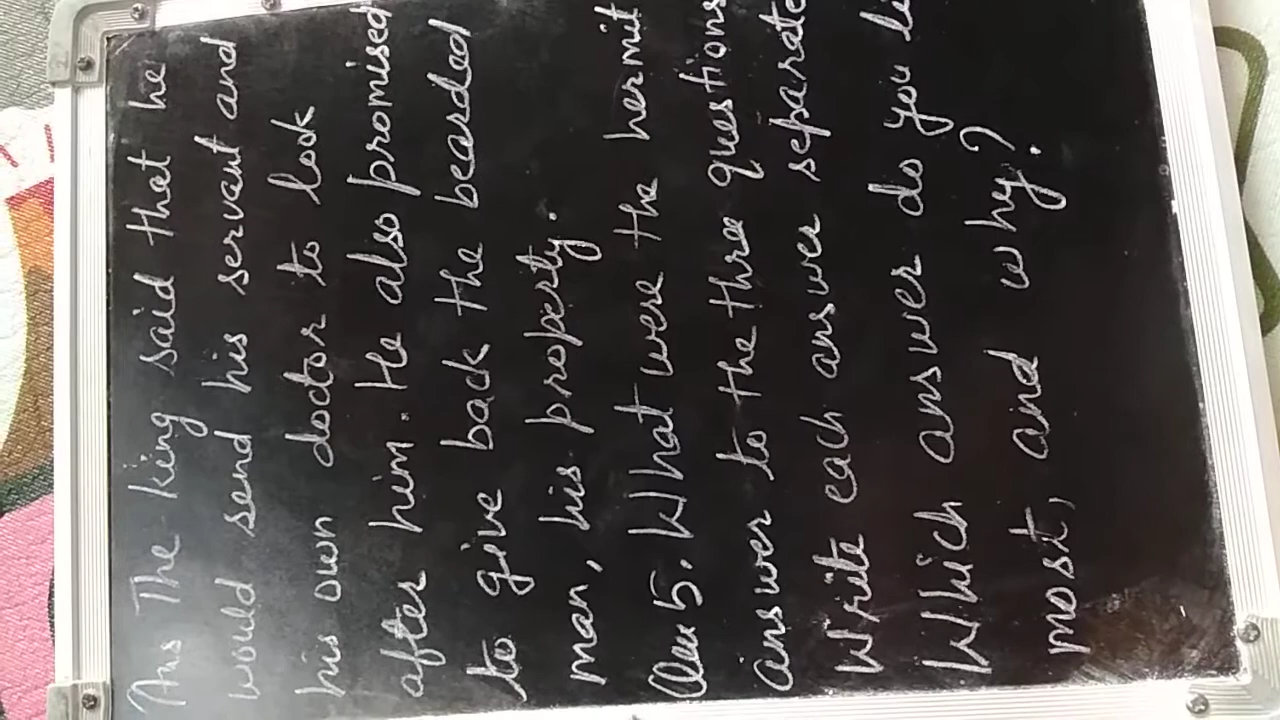 Ans The king said that he
would send his servant and
his own doctor to look
after him. He also promised
to give back the bearded
man, his property.
Que 5. What were the hermit
answer to the three questions
Write each answer separate
Which answer do you li
most, and why?